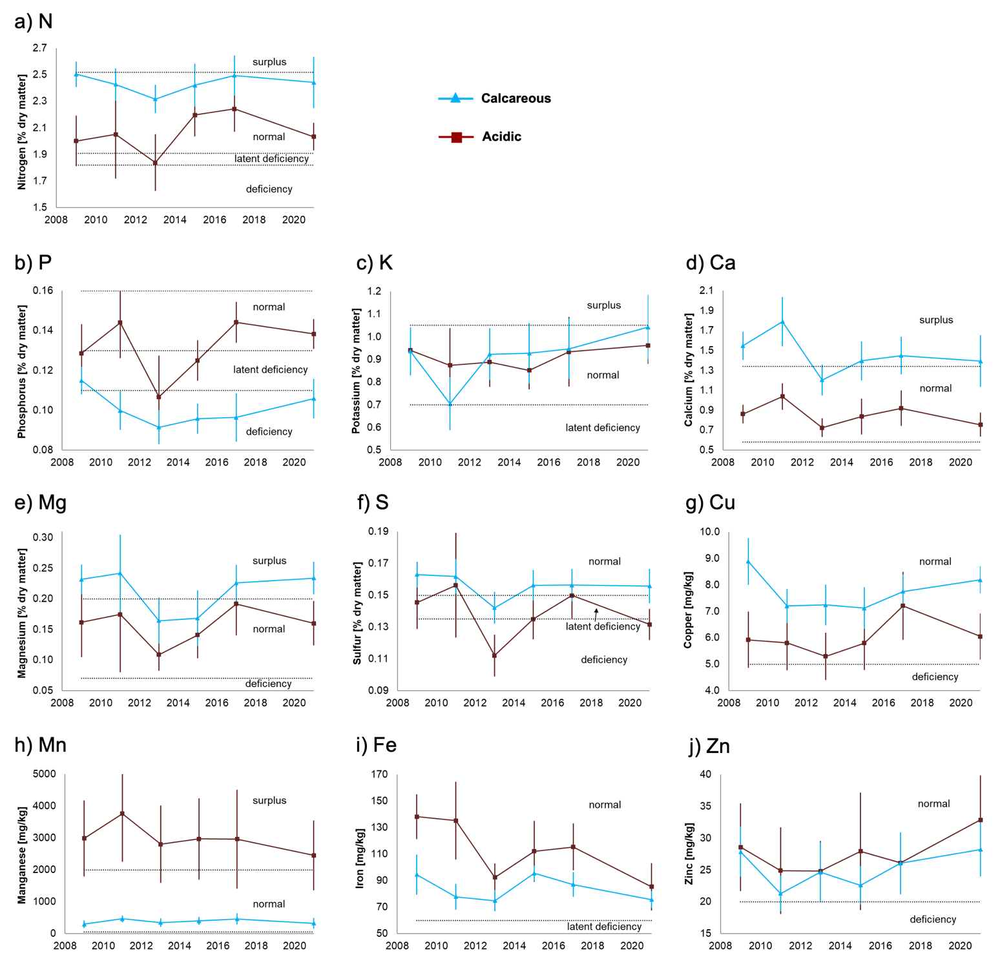 a) N
Nitrogen [% dry matter]
2.7
2.5
2.3
2.1
1.9
1.7
1.5
surplus
normal
latent deficiency
deficiency
2008 2010 2012 2014 2016 2018 2020
Calcareous
Acidic
b) P
Phosphorus [% dry matter]
0.16
0.14
0.12
0.10
0.08
normal
latent deficiency
deficiency
2008 2010 2012 2014 2016 2018 2020
c) K
Potassium [% dry matter]
1.2
1.1
1.0
0.9
0.8
0.7
0.6
0.5
surplus
normal
latent deficiency
2008 2010 2012 2014 2016 2018 2020
d) Ca
Calcium [% dry matter]
2.1
1.9
1.7
1.5
1.3
1.1
0.9
0.7
0.5
surplus
normal
2008 2010 2012 2014 2016 2018 2020
e) Mg
Magnesium [% dry matter]
0.30
0.25
0.20
0.15
0.10
0.05
surplus
normal
deficiency
2008 2010 2012 2014 2016 2018 2020
f) S
Sulfur [% dry matter]
0.19
0.17
0.15
0.13
0.11
0.09
normal
latent deficiency
deficiency
2008 2010 2012 2014 2016 2018 2020
g) Cu
Copper [mg/kg]
10.0
9.0
8.0
7.0
6.0
5.0
4.0
normal
deficiency
2008 2010 2012 2014 2016 2018 2020
h) Mn
Manganese [mg/kg]
5000
4000
3000
2000
1000
0
surplus
normal
2008 2010 2012 2014 2016 2018 2020
i) Fe
Iron [mg/kg]
170
150
130
110
90
70
50
normal
latent deficiency
2008 2010 2012 2014 2016 2018 2020
j) Zn
Zinc [mg/kg]
40
35
30
25
20
15
normal
deficiency
2008 2010 2012 2014 2016 2018 2020